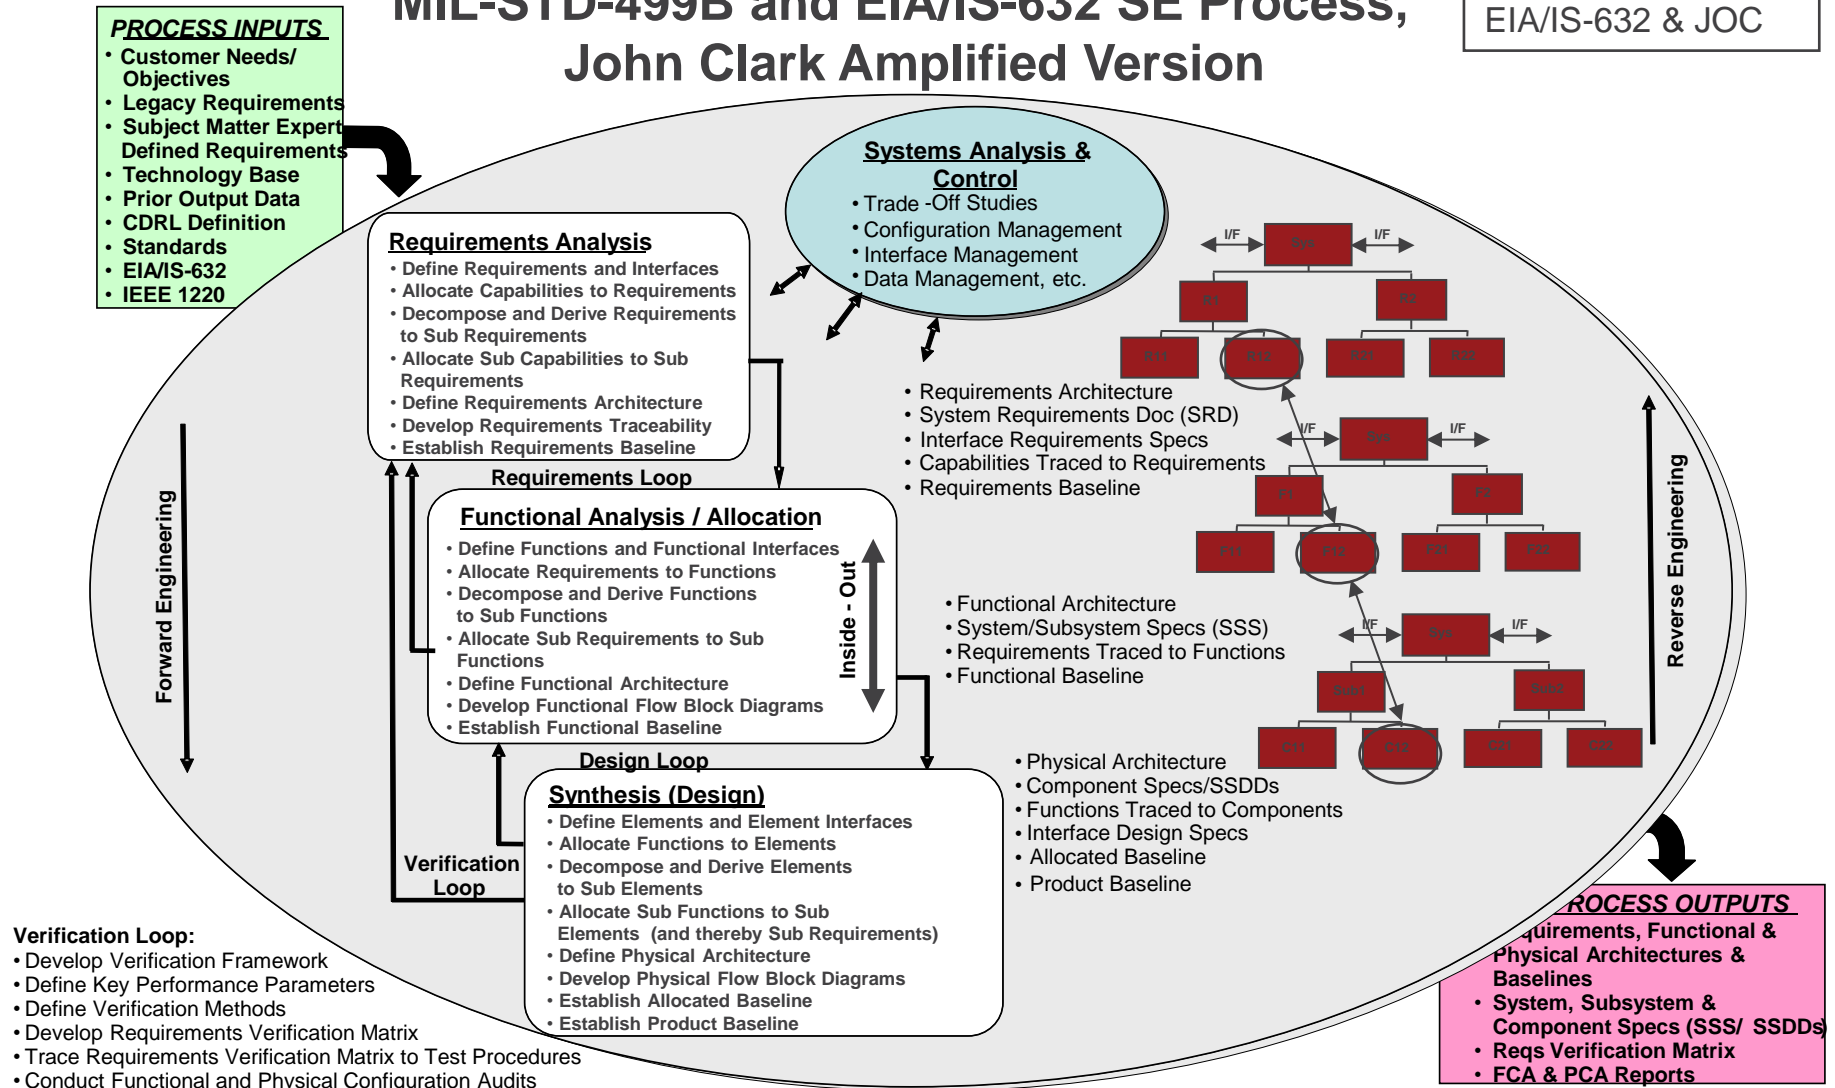 MIL-STD-499B and EIA/IS-632 SE Process,
John Clark Amplified Version
EIA/IS-632 & JOC
PROCESS INPUTS
• Customer Needs/
Objectives
• Legacy Requirements
• Subject Matter Expert
Defined Requirements
• Technology Base
• Prior Output Data
• CDRL Definition
• Standards
• EIA/IS-632
• IEEE 1220
Systems Analysis &
Control
• Trade -Off Studies
• Configuration Management
• Interface Management
• Data Management, etc.
Requirements Analysis
• Define Requirements and Interfaces
• Allocate Capabilities to Requirements
• Decompose and Derive Requirements
to Sub Requirements
• Allocate Sub Capabilities to Sub
Requirements
• Define Requirements Architecture
• Develop Requirements Traceability
• Establish Requirements Baseline
Requirements Loop
Functional Analysis / Allocation
• Define Functions and Functional Interfaces
• Allocate Requirements to Functions
• Decompose and Derive Functions
to Sub Functions
• Allocate Sub Requirements to Sub
Functions
• Define Functional Architecture
• Develop Functional Flow Block Diagrams
• Establish Functional Baseline
Inside - Out
Design Loop
Synthesis (Design)
• Define Elements and Element Interfaces
• Allocate Functions to Elements
• Decompose and Derive Elements
to Sub Elements
• Allocate Sub Functions to Sub
Elements (and thereby Sub Requirements)
• Define Physical Architecture
• Develop Physical Flow Block Diagrams
• Establish Allocated Baseline
• Establish Product Baseline
Verification
Loop
Forward Engineering
Reverse Engineering
• Requirements Architecture
• System Requirements Doc (SRD)
• Interface Requirements Specs
• Capabilities Traced to Requirements
• Requirements Baseline
• Functional Architecture
• System/Subsystem Specs (SSS)
• Requirements Traced to Functions
• Functional Baseline
• Physical Architecture
• Component Specs/SSDDs
• Functions Traced to Components
• Interface Design Specs
• Allocated Baseline
• Product Baseline
I/F Sys I/F
R1 R2
R11 R12 R21 R22
I/F Sys I/F
F1 F2
F11 F12 F21 F22
I/F Sys I/F
Sub1 Sub2
C11 C12 C21 C22
Verification Loop:
• Develop Verification Framework
• Define Key Performance Parameters
• Define Verification Methods
• Develop Requirements Verification Matrix
• Trace Requirements Verification Matrix to Test Procedures
• Conduct Functional and Physical Configuration Audits
ROCESS OUTPUTS
quirements, Functional &
Physical Architectures &
Baselines
• System, Subsystem &
Component Specs (SSS/ SSDDs)
• Reqs Verification Matrix
• FCA & PCA Reports